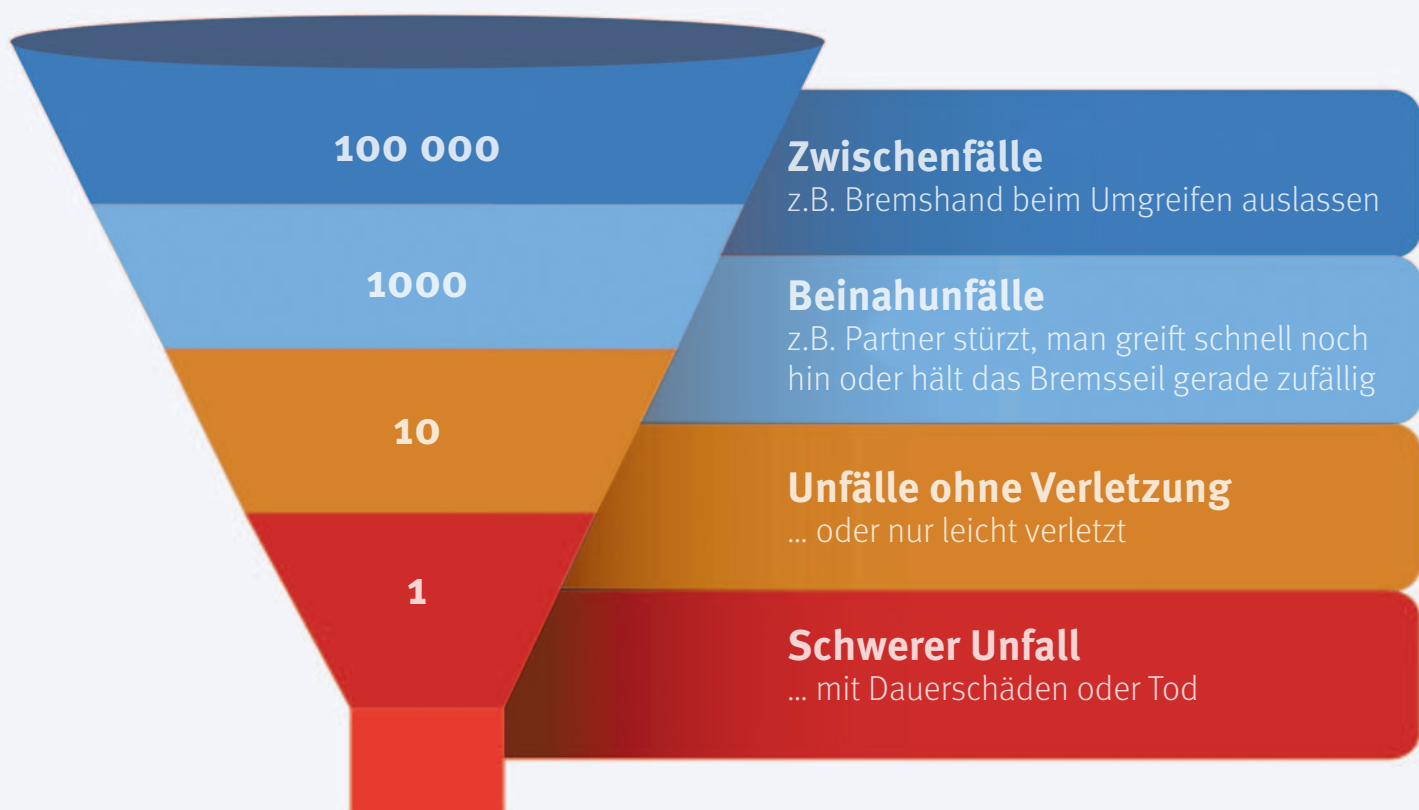 100 000
Zwischenfälle
z.B. Bremshand beim Umgreifen auslassen
1000
Beinahunfälle
z.B. Partner stürzt, man greift schnell noch
hin oder hält das Bremsseil gerade zufällig
10
Unfälle ohne Verletzung
... oder nur leicht verletzt
1
Schwerer Unfall
... mit Dauerschäden oder Tod